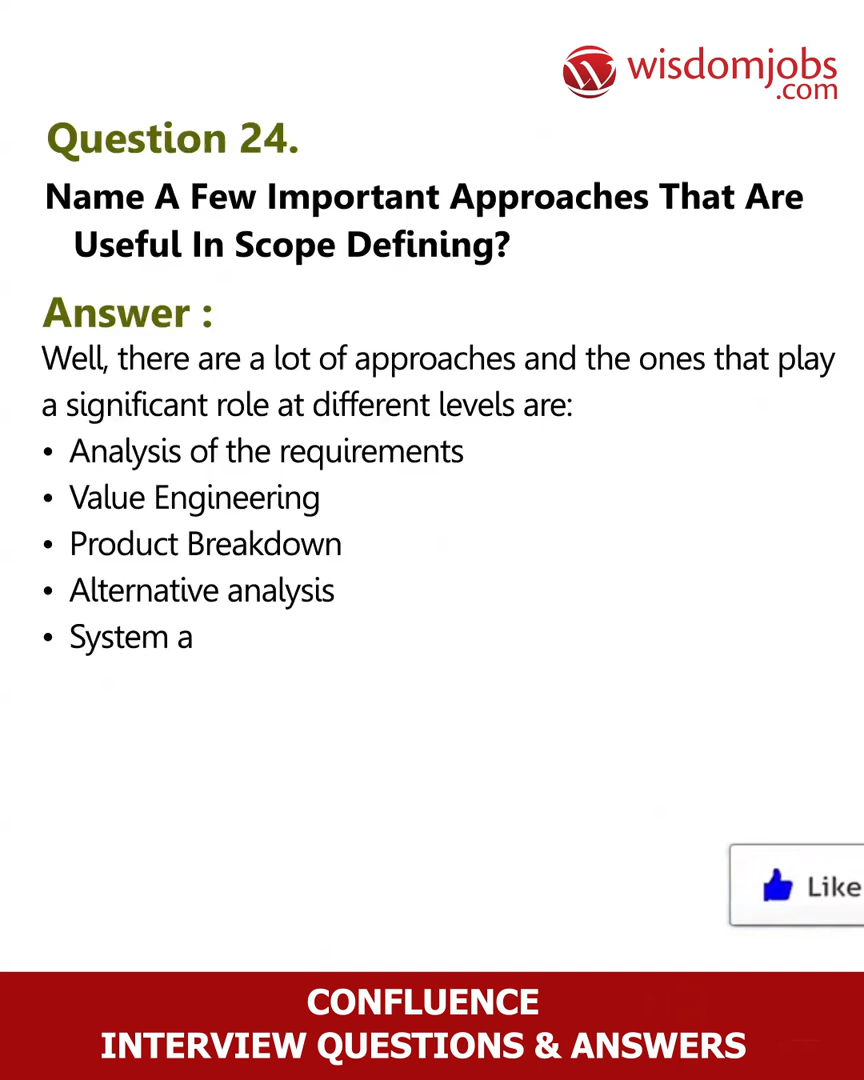 wisdomjobs
.com
Question 24.
Name A Few Important Approaches That Are
Useful In Scope Defining?
Answer :
Well, there are a lot of approaches and the ones that play
a significant role at different levels are:
• Analysis of the requirements
• Value Engineering
• Product Breakdown
• Alternative analysis
• System a
Like
CONFLUENCE
INTERVIEW QUESTIONS & ANSWERS